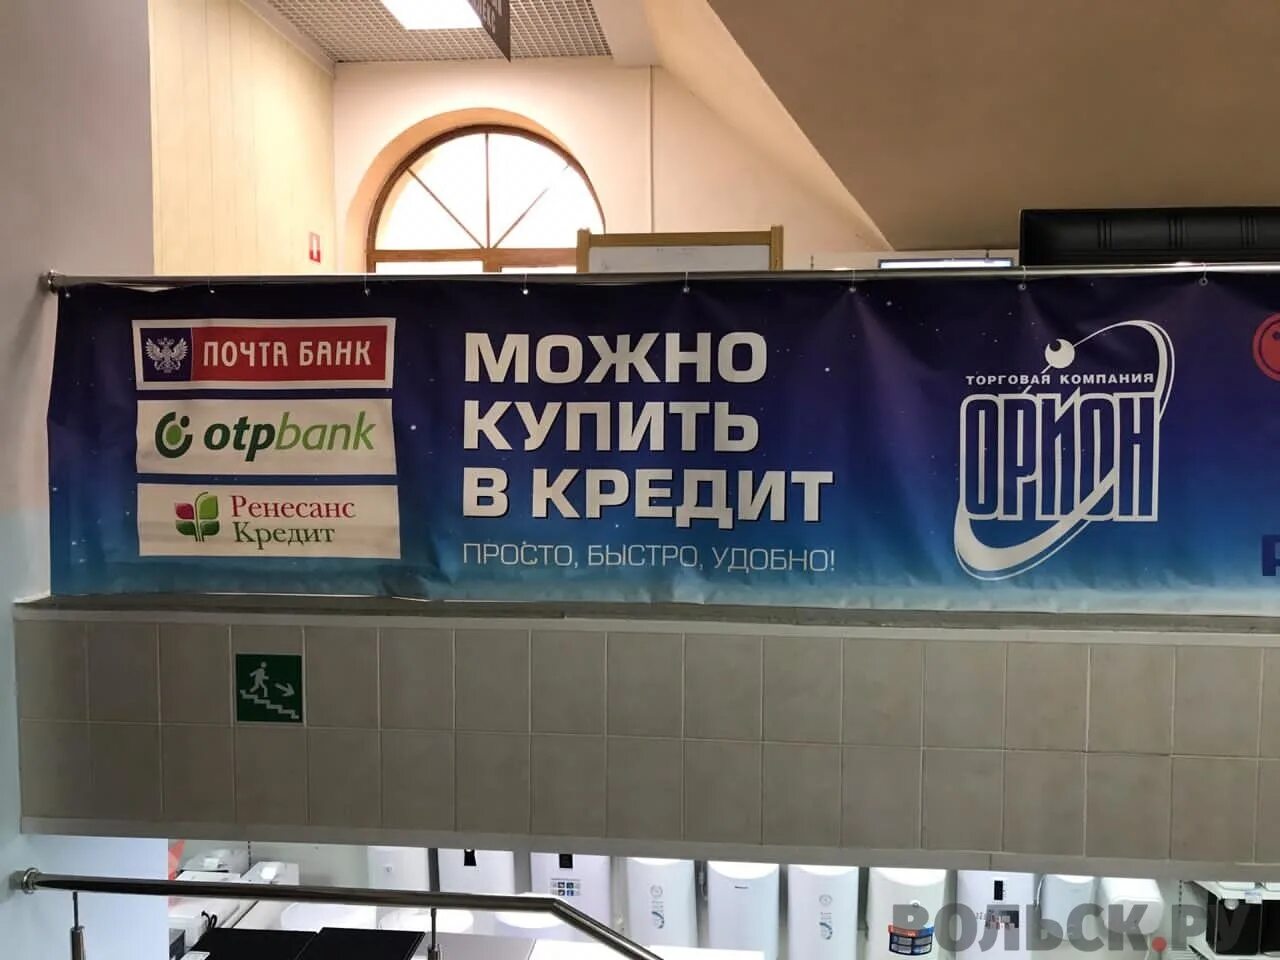 ПОЧТА БАНК
otpbank
Ренесанс
Кредит
МОЖНО
КУПИТЬ
В КРЕДИТ
ПРОСТО, БЫСТРО, УДОБНО!
ТОРГОВАЯ КОМПАНИЯ
ОРИОН
ВОЛЬСК.РУ